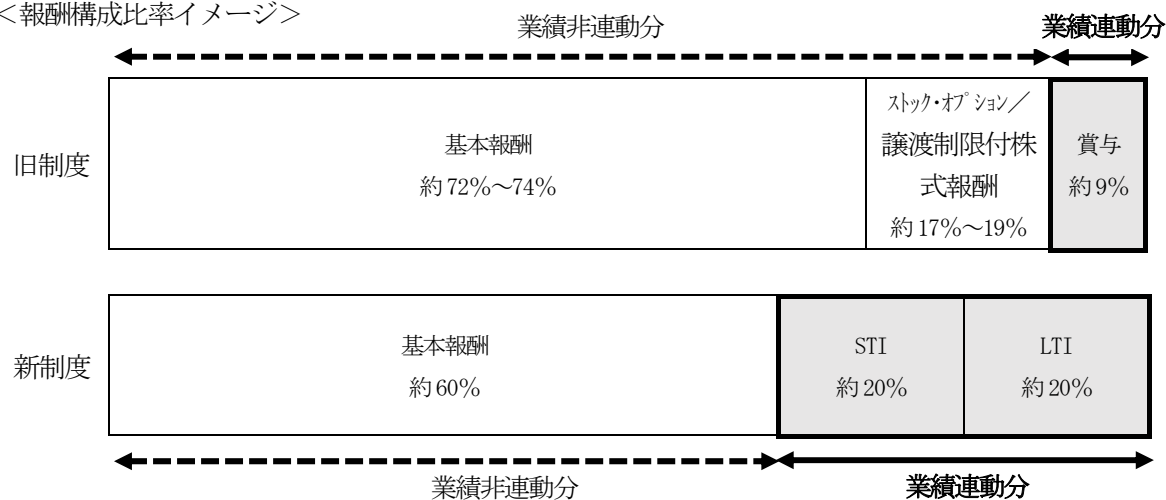 ＜報酬構成比率イメージ＞
業績非連動分
業績連動分
旧制度
基本報酬
約72%～74%
ｽﾄｯｸ・ｵﾌﾟｼｮﾝ／
譲渡制限付株
式報酬
約17%～19%
賞与
約9%
新制度
基本報酬
約60%
STI
約20%
LTI
約20%
業績非連動分
業績連動分